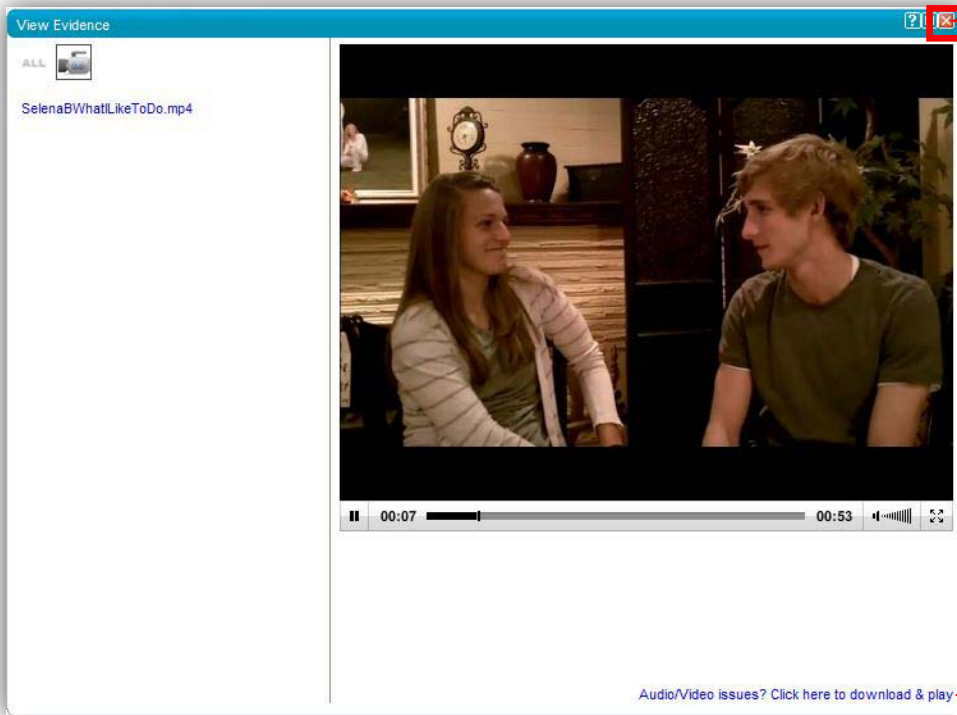 View Evidence
ALL
SelenaBWhatILikeToDo.mp4
00:07 00:53
Audio/Video issues? Click here to download & play